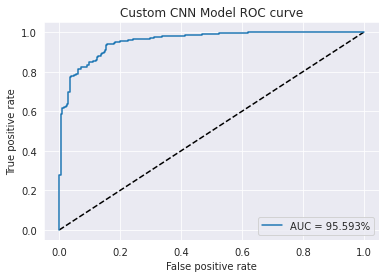 Custom CNN Model ROC curve
1.0
0.8
0.6
0.4
0.2
0.0
True positive rate
AUC = 95.593%
0.0 0.2 0.4 0.6 0.8 1.0
False positive rate